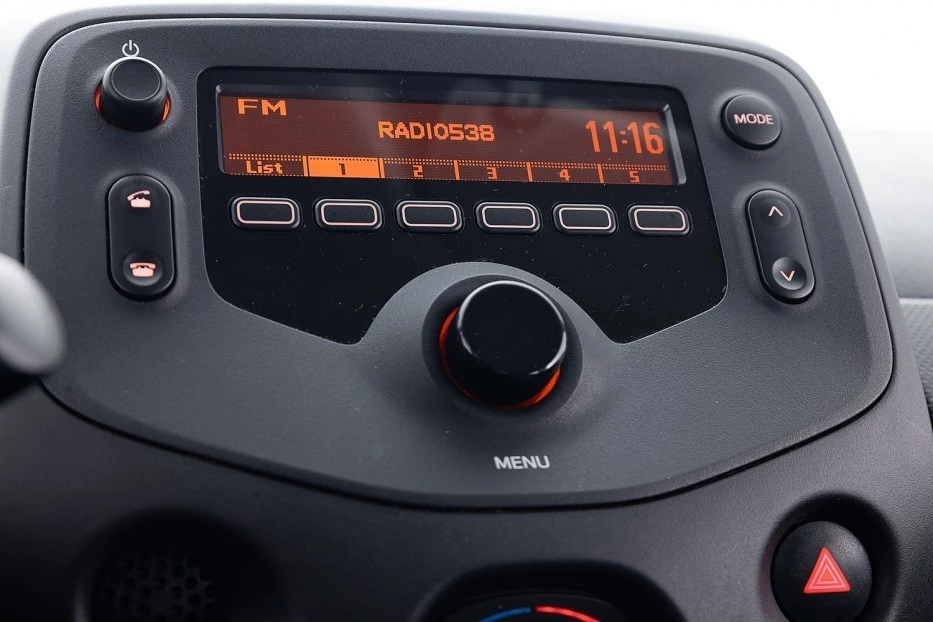 FM
RADIO538
11:16
List 1 2 3 4 5
MODE
MENU